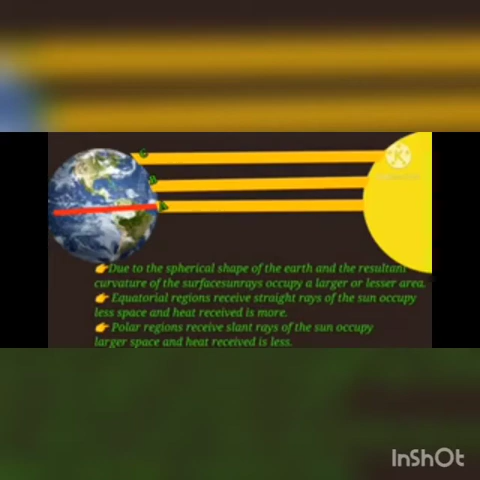 C
B
A
K
👉Due to the spherical shape of the earth and the resultant
curvature of the surfacesunrays occupy a larger or lesser area.
👉 Equatorial regions receive straight rays of the sun occupy
less space and heat received is more.
👉 Polar regions receive slant rays of the sun occupy
larger space and heat received is less.
InShOt